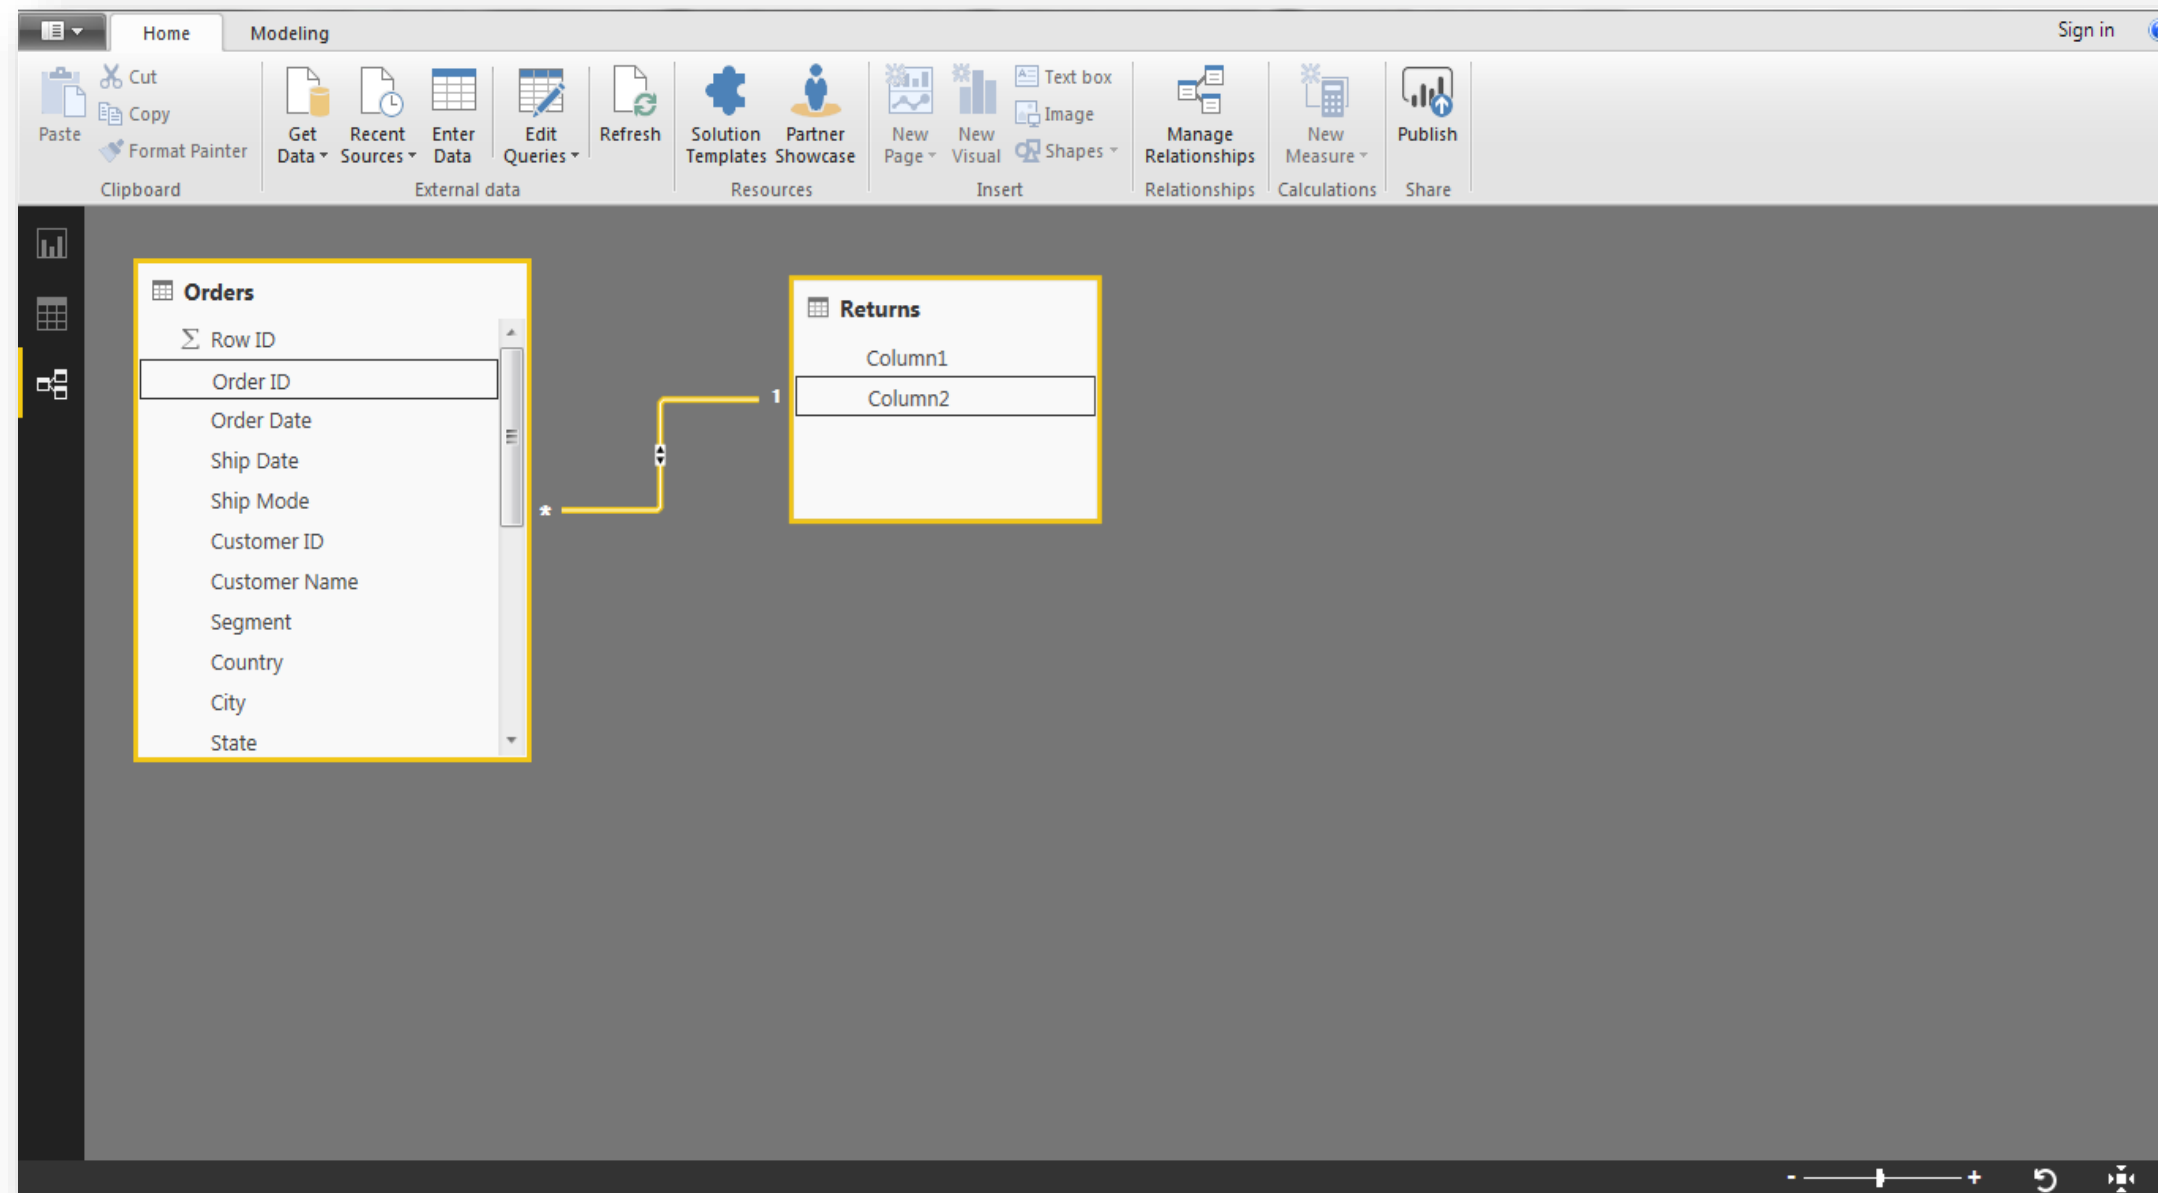 Home Modeling Sign in
Cut
Copy
Format Painter
Paste
Get Data
Recent Sources
Enter Data
Edit Queries
Refresh
Solution Templates
Partner Showcase
New Page
New Visual
Text box
Image
Shapes
Manage Relationships
New Measure
Publish
Clipboard External data Resources Insert Relationships Calculations Share
Orders
Σ Row ID
Order ID
Order Date
Ship Date
Ship Mode
Customer ID
Customer Name
Segment
Country
City
State
*
1
Returns
Column1
Column2
- +